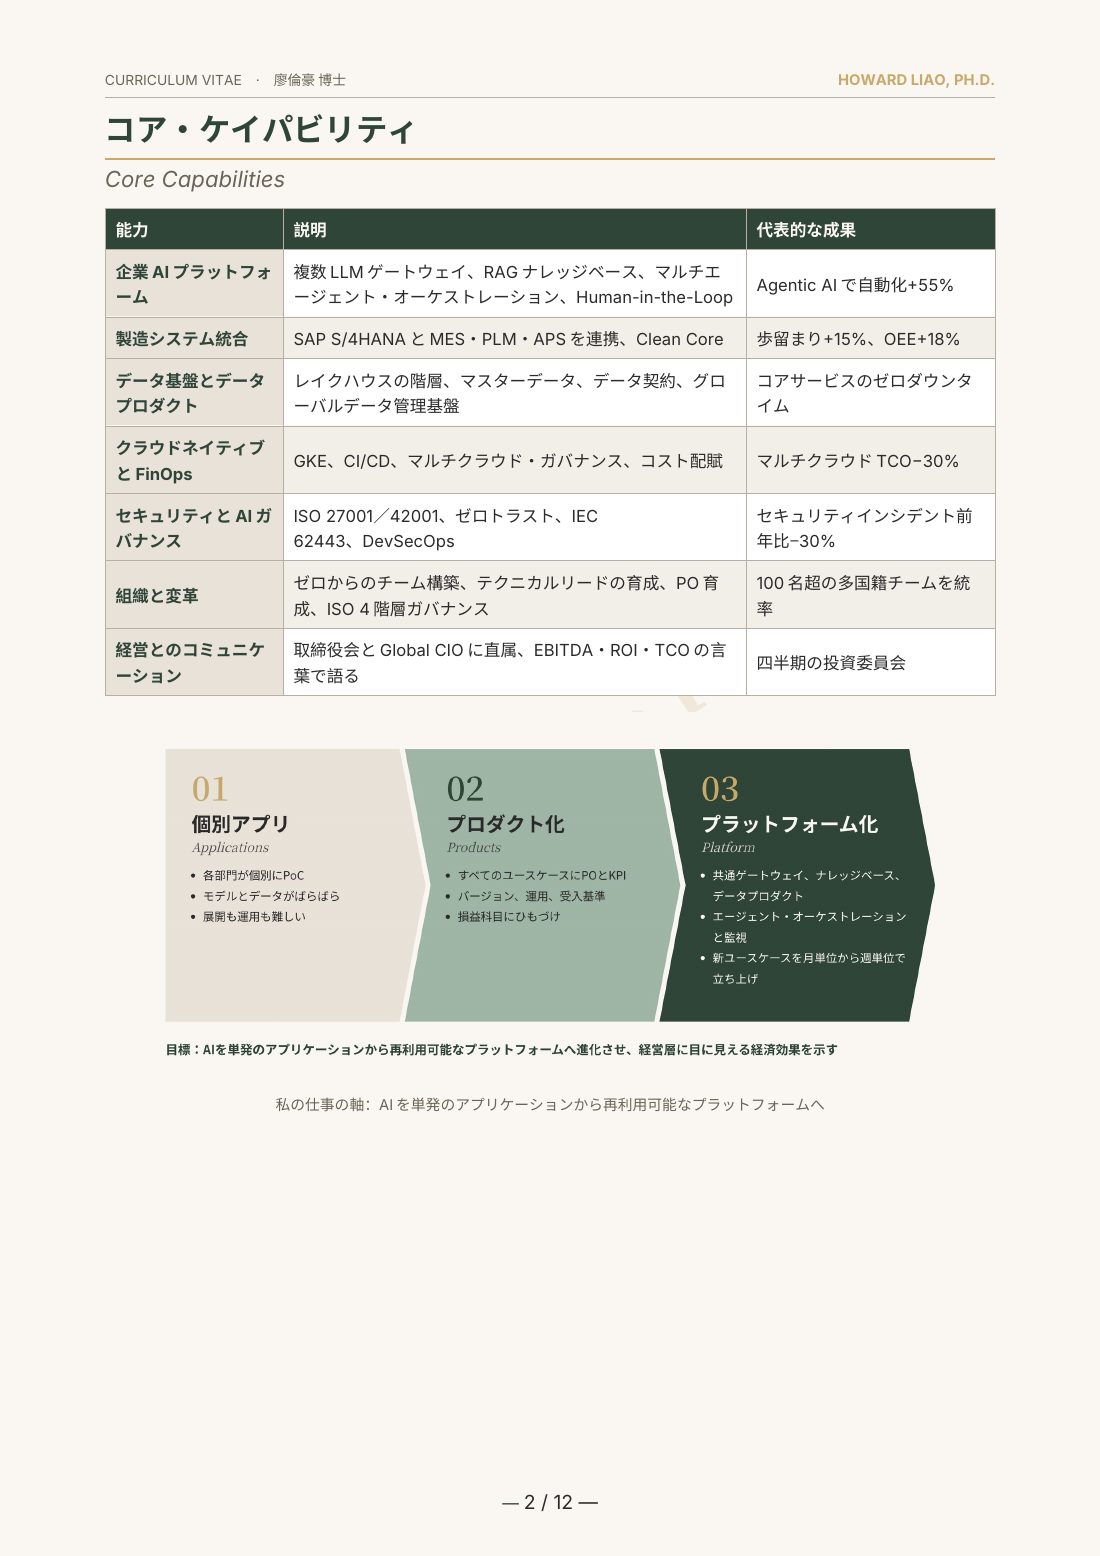 CURRICULUM VITAE · 廖倫豪 博士
HOWARD LIAO, PH.D.
コア・ケイパビリティ
Core Capabilities
能力
説明
代表的な成果
企業 AI プラットフォ
ーム
複数 LLM ゲートウェイ、RAG ナレッジベース、マルチエ
ージェント・オーケストレーション、Human-in-the-Loop
Agentic AI で自動化+55%
製造システム統合
SAP S/4HANA と MES・PLM・APS を連携、Clean Core
歩留まり+15%、OEE+18%
データ基盤とデータ
プロダクト
レイクハウスの階層、マスターデータ、データ契約、グロ
ーバルデータ管理基盤
コアサービスのゼロダウンタ
イム
クラウドネイティブ
と FinOps
GKE、CI/CD、マルチクラウド・ガバナンス、コスト配賦
マルチクラウド TCO−30%
セキュリティと AI ガ
バナンス
ISO 27001／42001、ゼロトラスト、IEC
62443、DevSecOps
セキュリティインシデント前
年比−30%
組織と変革
ゼロからのチーム構築、テクニカルリードの育成、PO 育
成、ISO 4 階層ガバナンス
100 名超の多国籍チームを統
率
経営とのコミュニケ
ーション
取締役会と Global CIO に直属、EBITDA・ROI・TCO の言
葉で語る
四半期の投資委員会
01
個別アプリ
Applications
• 各部門が個別にPoC
• モデルとデータがばらばら
• 展開も運用も難しい
02
プロダクト化
Products
• すべてのユースケースにPOとKPI
• バージョン、運用、受入基準
• 損益科目にひもづけ
03
プラットフォーム化
Platform
• 共通ゲートウェイ、ナレッジベース、
データプロダクト
• エージェント・オーケストレーション
と監視
• 新ユースケースを月単位から週単位で
立ち上げ
目標：AIを単発のアプリケーションから再利用可能なプラットフォームへ進化させ、経営層に目に見える経済効果を示す
私の仕事の軸：AI を単発のアプリケーションから再利用可能なプラットフォームへ
— 2 / 12 —